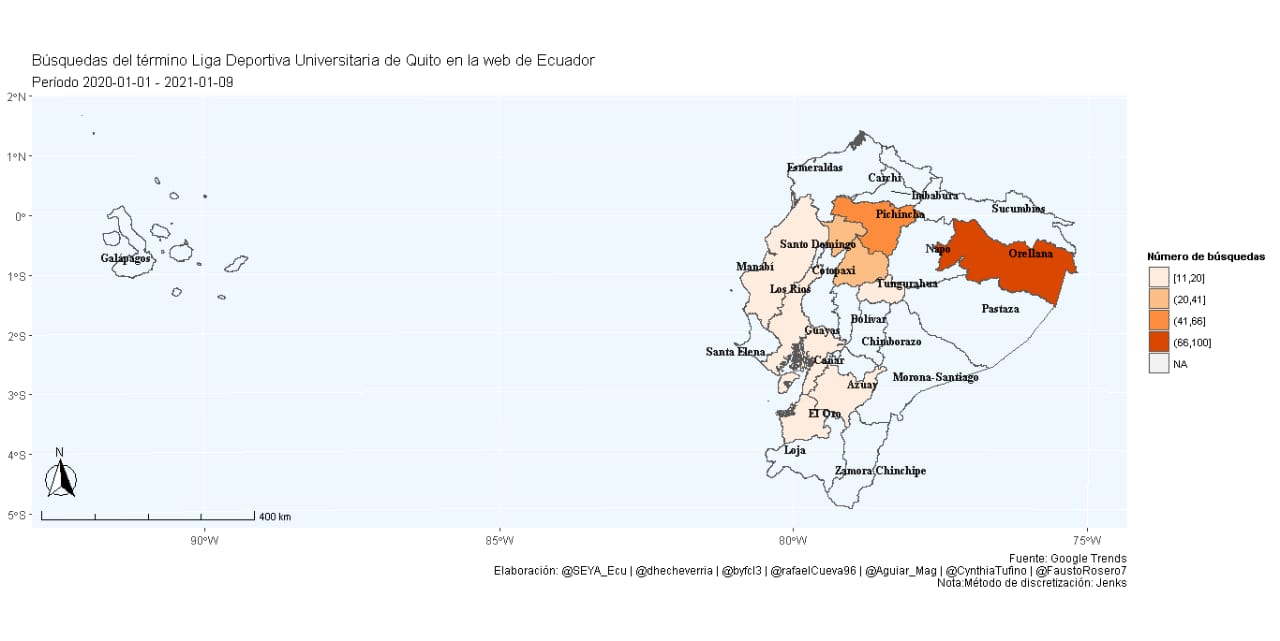 Búsquedas del término Liga Deportiva Universitaria de Quito en la web de Ecuador
Período 2020-01-01 - 2021-01-09
2°N
1°N
0°
1°S
2°S
3°S
4°S
5°S
90°W
85°W
80°W
75°W
Esmeraldas
Carchi
Imbabura
Sucumbios
Pichincha
Santo Domingo
Napo
Orellana
Galápagos
Manabí
Cotopaxi
Los Ríos
Tungurahua
Pastaza
Bolívar
Guayas
Chimborazo
Santa Elena
Cañar
Morona-Santiago
Azuay
El Oro
Loja
Zamora Chinchipe
N
400 km
Número de búsquedas
[11,20]
(20,41]
(41,66]
(66,100]
NA
Fuente: Google Trends
Elaboración: @SEYA_Ecu | @dhecheverria | @byfcl3 | @rafaelCueva96 | @Aguiar_Mag | @CynthiaTufino | @FaustoRosero7
Nota:Método de discretización: Jenks